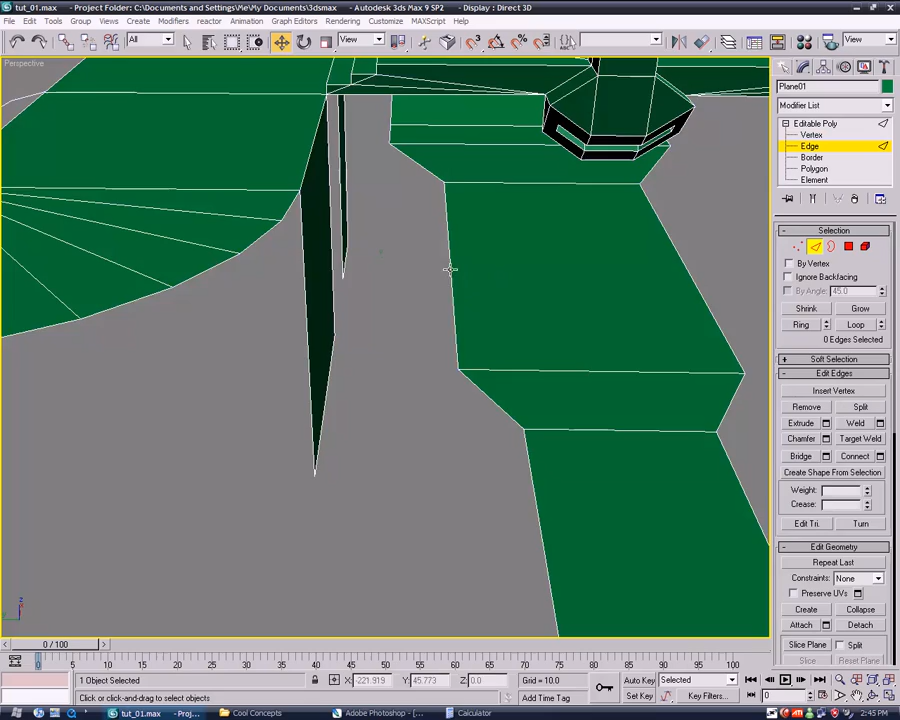 tut_01.max - Project Folder: C:\Documents and Settings\Me\My Documents\3dsmax - Autodesk 3ds Max 9 SP2 - Display : Direct 3D
File Edit Tools Group Views Create Modifiers reactor Animation Graph Editors Rendering Customize MAXScript Help
All View View
Perspective
Plane01
Modifier List
Editable Poly
Vertex
Edge
Border
Polygon
Element
Selection
By Vertex
Ignore Backfacing
By Angle: 45.0
Shrink Grow
Ring Loop
0 Edges Selected
Soft Selection
Edit Edges
Insert Vertex
Remove Split
Extrude Weld
Chamfer Target Weld
Bridge Connect
Create Shape From Selection
Weight:
Crease:
Edit Tri. Turn
Edit Geometry
Repeat Last
Constraints: None
Preserve UVs
Create Collapse
Attach Detach
Slice Plane Split
Slice Reset Plane
0 / 100
0 5 10 15 20 25 30 35 40 45 50 55 60 65 70 75 80 85 90 95 100
1 Object Selected X: -221.919 Y: 45.773 Z: 0.0 Grid = 10.0 Auto Key Selected
Click or click-and-drag to select objects Add Time Tag Set Key Key Filters... 0
tut_01.max - Proj... Cool Concepts Adobe Photoshop - [... Calculator 2:45 PM